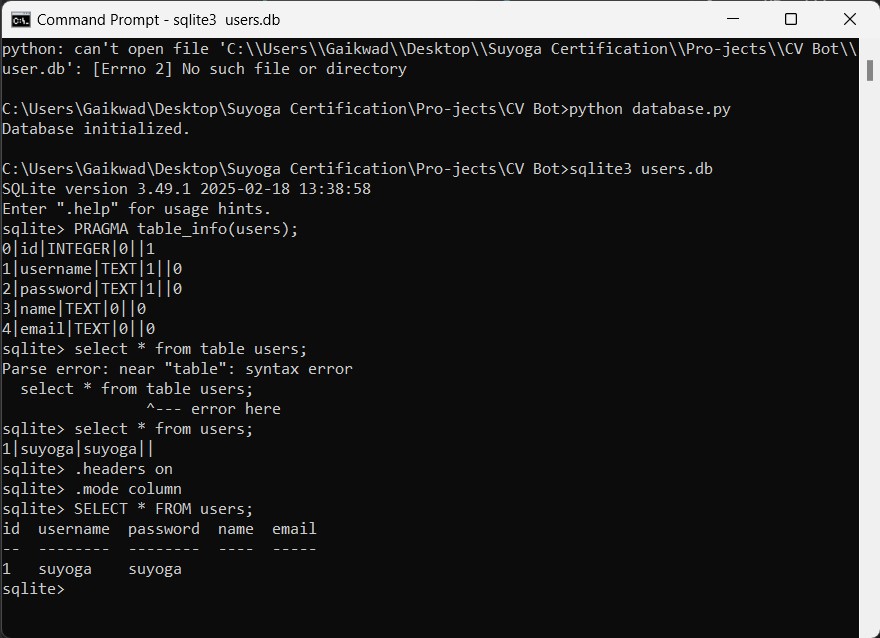 Command Prompt - sqlite3  users.db
python: can't open file 'C:\\Users\\Gaikwad\\Desktop\\Suyoga Certification\\Pro-jects\\CV Bot\\
user.db': [Errno 2] No such file or directory
C:\Users\Gaikwad\Desktop\Suyoga Certification\Pro-jects\CV Bot>python database.py
Database initialized.
C:\Users\Gaikwad\Desktop\Suyoga Certification\Pro-jects\CV Bot>sqlite3 users.db
SQLite version 3.49.1 2025-02-18 13:38:58
Enter ".help" for usage hints.
sqlite> PRAGMA table_info(users);
0|id|INTEGER|0||1
1|username|TEXT|1||0
2|password|TEXT|1||0
3|name|TEXT|0||0
4|email|TEXT|0||0
sqlite> select * from table users;
Parse error: near "table": syntax error
  select * from table users;
                ^--- error here
sqlite> select * from users;
1|suyoga|suyoga||
sqlite> .headers on
sqlite> .mode column
sqlite> SELECT * FROM users;
id  username  password  name  email
--  --------  --------  ----  -----
1   suyoga    suyoga
sqlite>